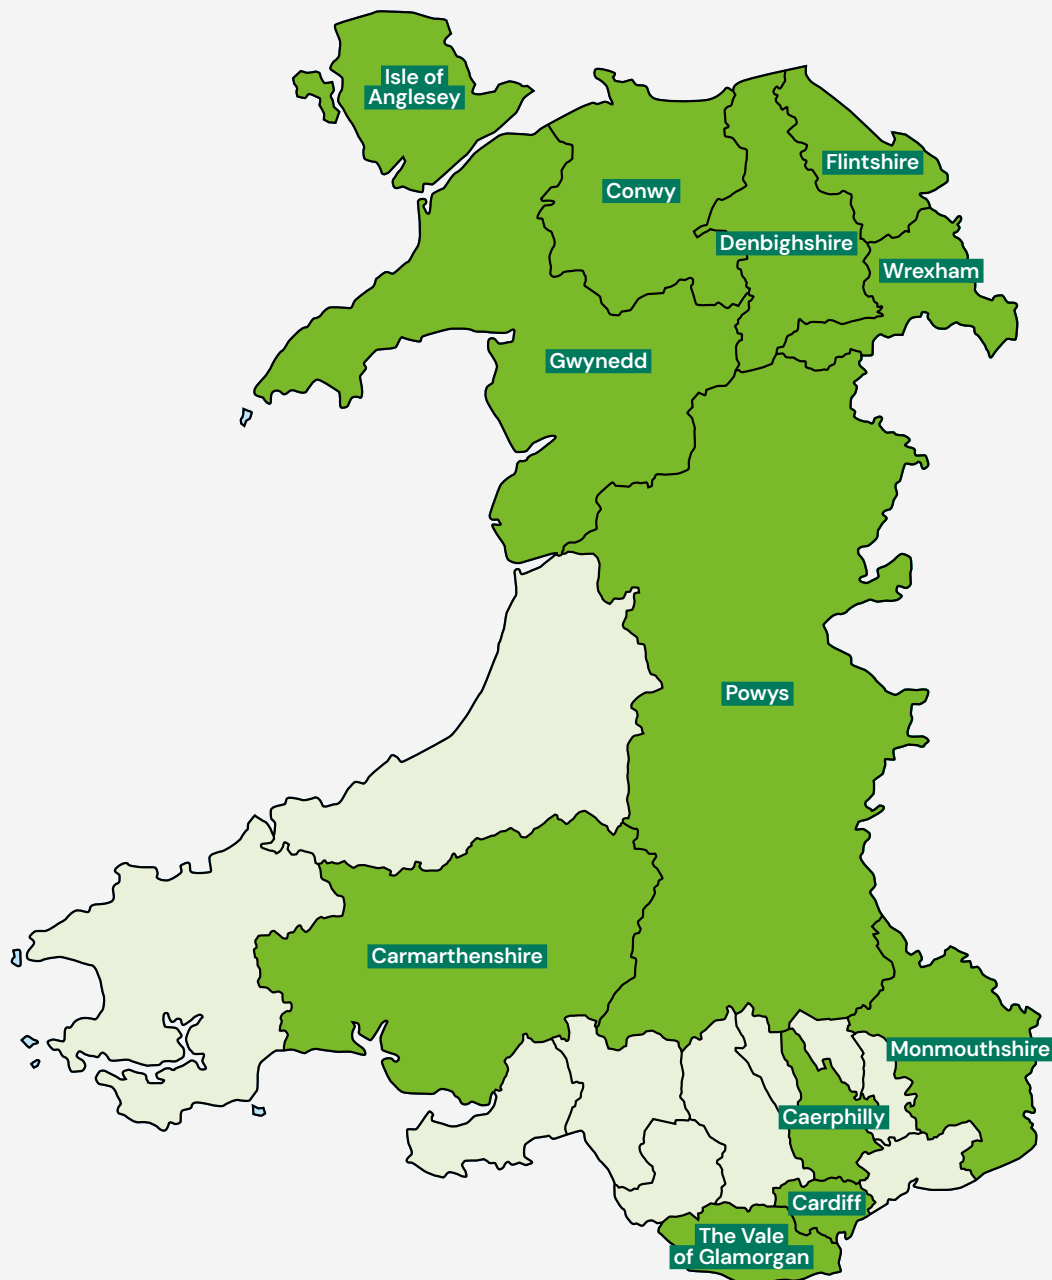 Isle of
Anglesey
Flintshire
Conwy
Denbighshire
Wrexham
Gwynedd
Powys
Carmarthenshire
Monmouthshire
Caerphilly
Cardiff
The Vale
of Glamorgan